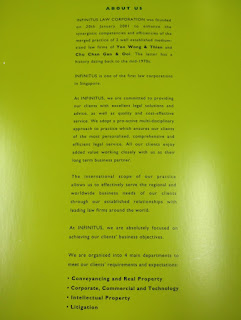 ABOUT US
INFINITUS LAW CORPORATION was founded
on 26th January 2001 to enhance the
synergistic competencies and efficiencies of the
merged practice of 2 well established medium-
sized law firms of Yeo Wong & Thian and
Chu Chan Gan & Ooi. The latter has a
history dating back to the mid-1970s.
INFINITUS is one of the first law corporations
in Singapore.
At INFINITUS, we are committed to providing
our clients with excellent legal solutions and
advice, as well as quality and cost-effective
service. We adopt a pro-active multi-disciplinary
approach to practice which ensures our clients
of the most personalized, comprehensive and
efficient legal service. All our clients enjoy
added value working closely with us as their
long term business partner.
The international scope of our practice
allows us to effectively serve the regional and
worldwide business needs of our clients
through our established relationships with
leading law firms around the world.
At INFINITUS, we are absolutely focused on
achieving our clients' business objectives.
We are organized into 4 main departments to
meet our clients' requirements and expectations:
• Conveyancing and Real Property
• Corporate, Commercial and Technology
• Intellectual Property
• Litigation